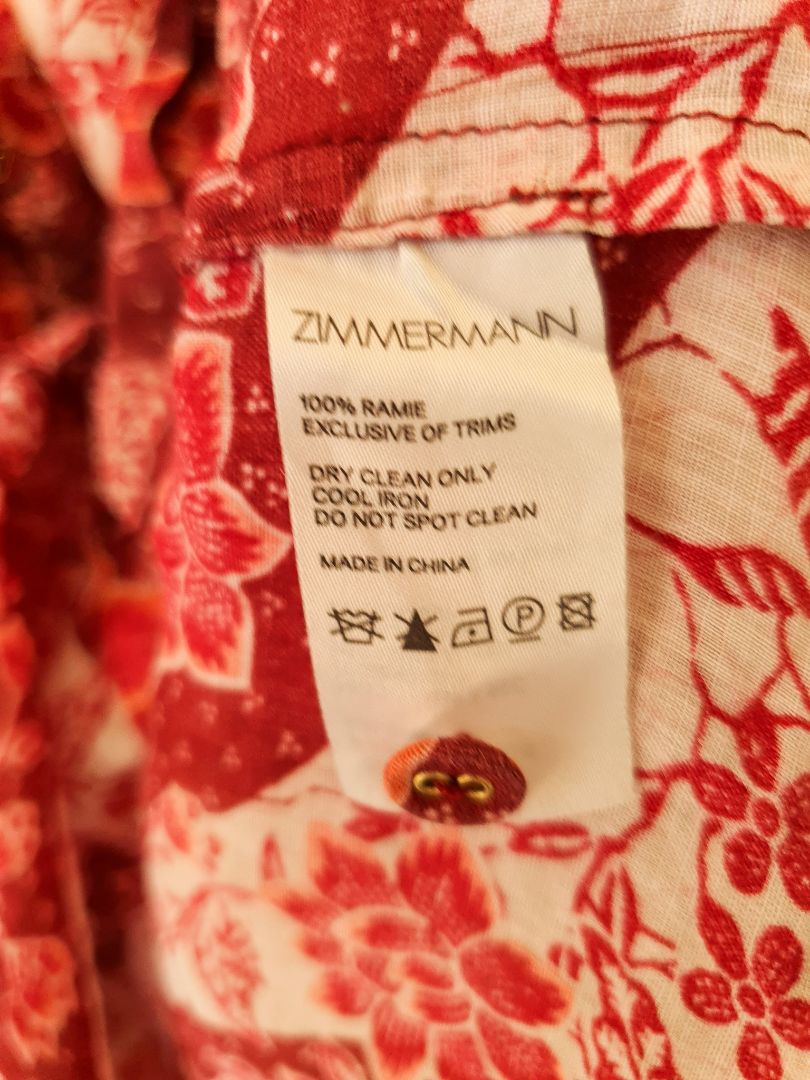 ZIMMERMANN
100% RAMIE
EXCLUSIVE OF TRIMS
DRY CLEAN ONLY
COOL IRON
DO NOT SPOT CLEAN
MADE IN CHINA
P